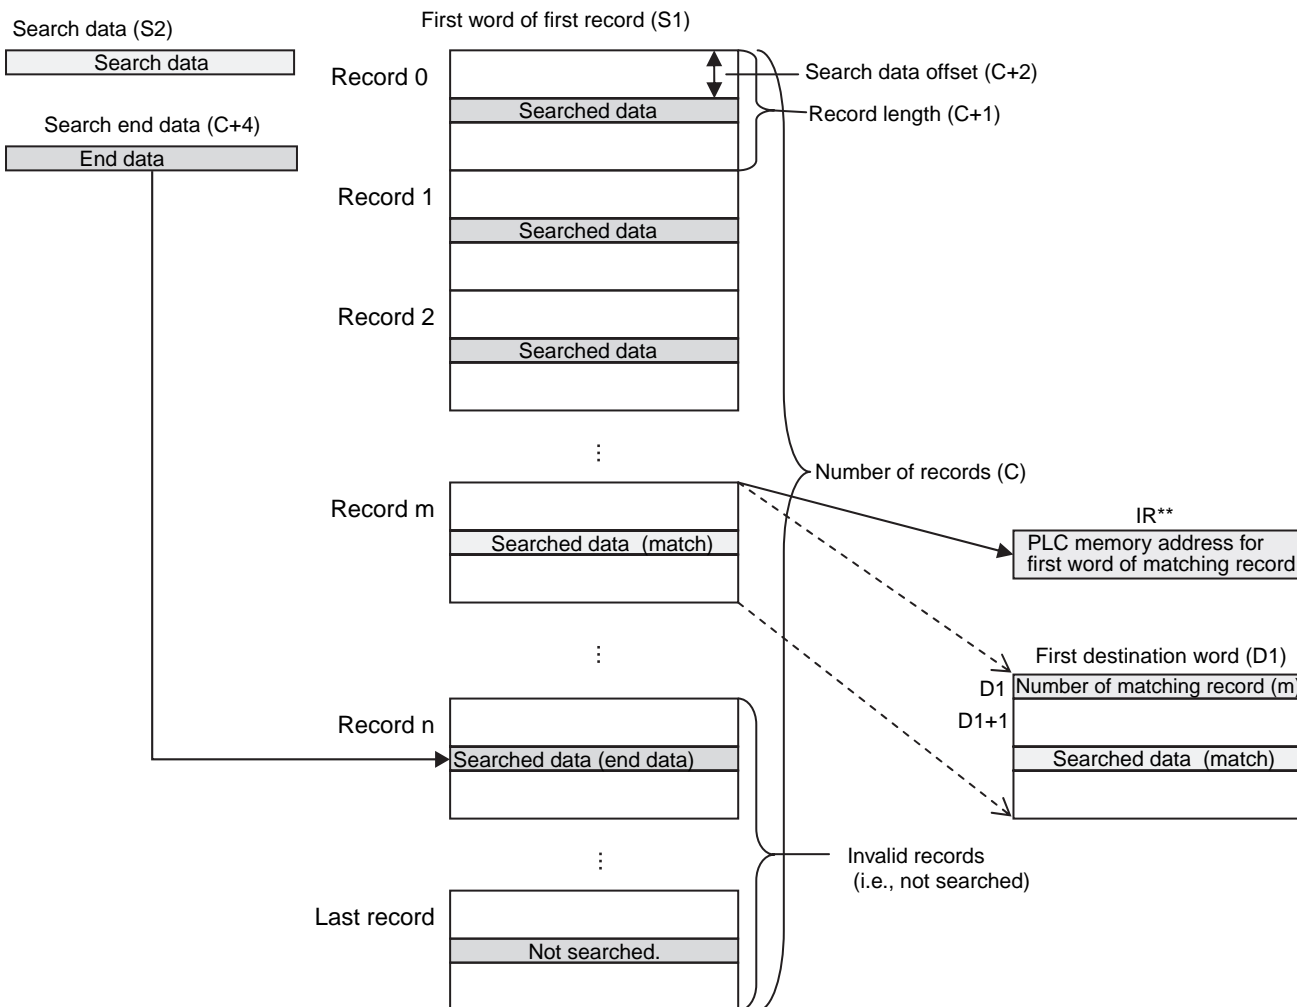 First word of first record (S1)
Search data (S2)
Search data
Record 0
Search data offset (C+2)
Searched data
Record length (C+1)
Search end data (C+4)
End data
Record 1
Searched data
Record 2
Searched data
⋮
Number of records (C)
Record m
Searched data (match)
IR**
PLC memory address for
first word of matching record
⋮
First destination word (D1)
D1
Number of matching record (m)
D1+1
Searched data (match)
Record n
Searched data (end data)
⋮
Invalid records
(i.e., not searched)
Last record
Not searched.